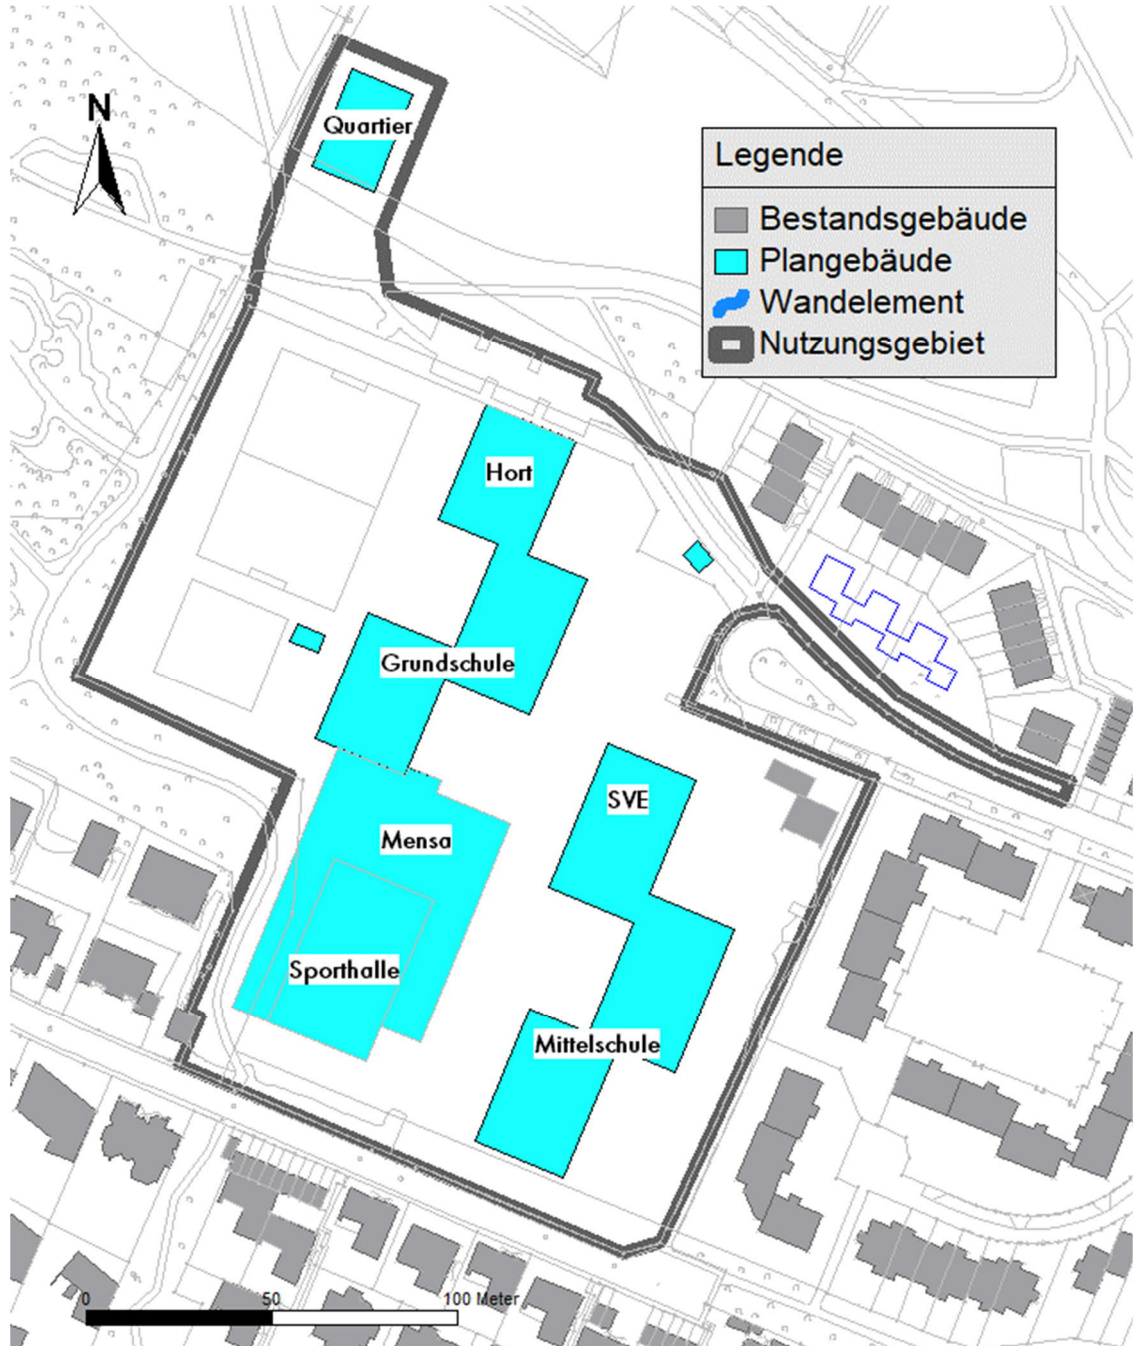 N
Quartier
Legende
Bestandsgebäude
Plangebäude
Wandelement
Nutzungsgebiet
Hort
Grundschule
SVE
Mensa
Sporthalle
Mittelschule
0 50 100 Meter